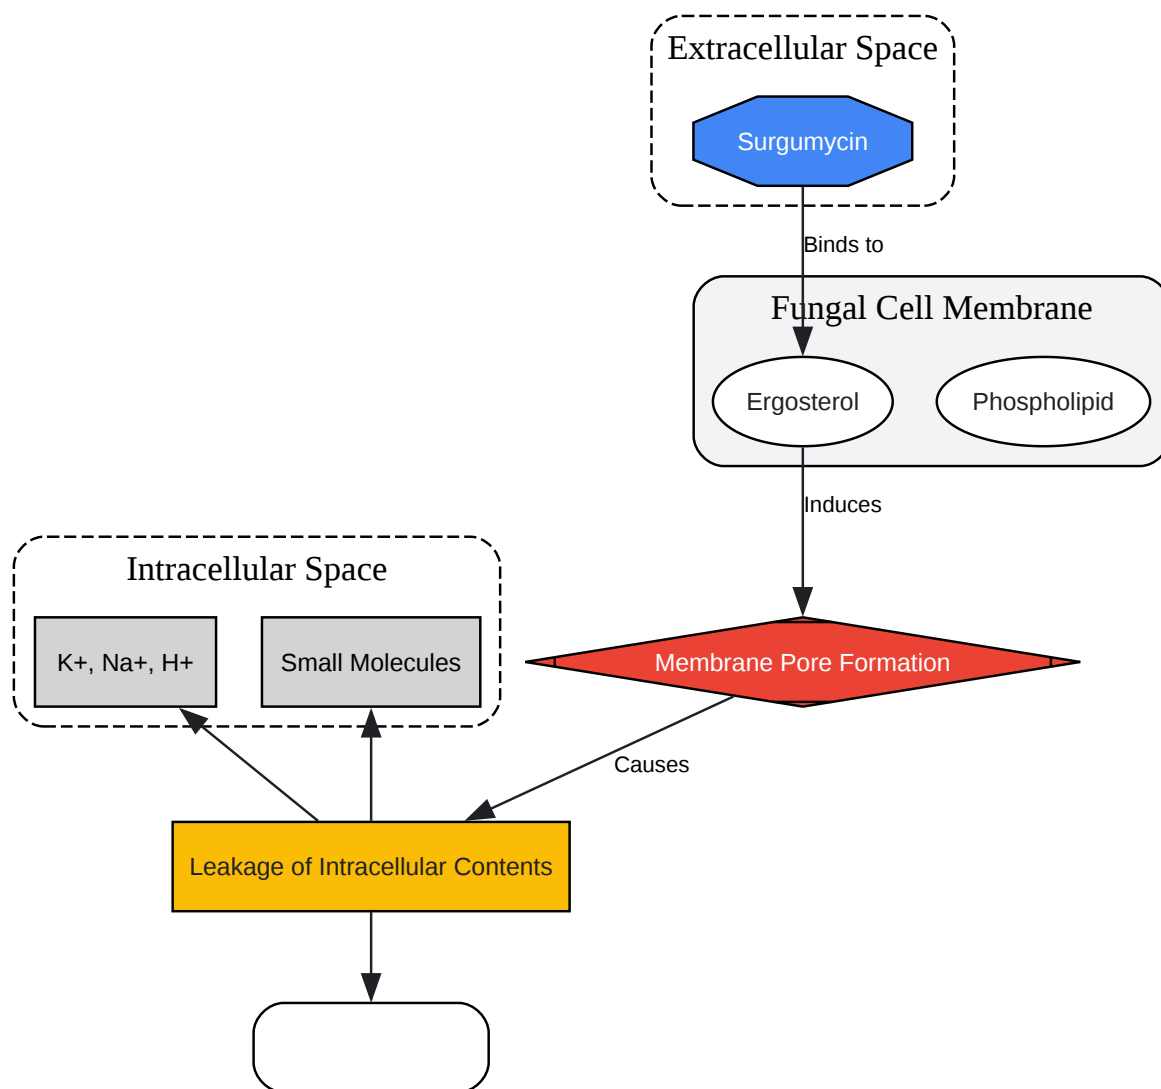 Extracellular Space
Surgumycin
Binds to
Fungal Cell Membrane
Ergosterol
Phospholipid
Induces
Intracellular Space
K+, Na+, H+
Small Molecules
Membrane Pore Formation
Causes
Leakage of Intracellular Contents